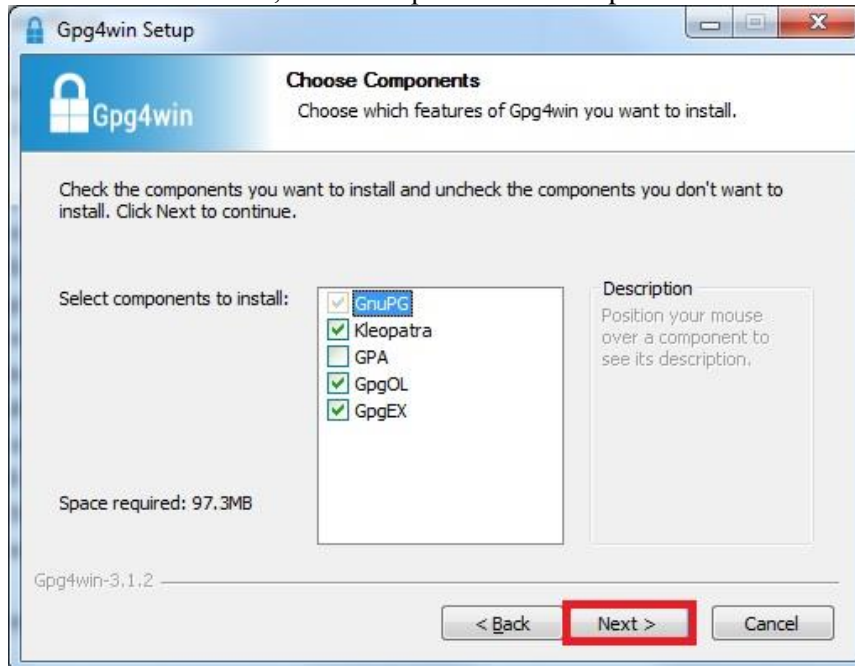 Gpg4win Setup
Gpg4win
Choose Components
Choose which features of Gpg4win you want to install.
Check the components you want to install and uncheck the components you don't want to
install. Click Next to continue.
Select components to install:
GnuPG
Kleopatra
GPA
GpgOL
GpgEX
Description
Position your mouse
over a component to
see its description.
Space required: 97.3MB
Gpg4win-3.1.2
< Back
Next >
Cancel